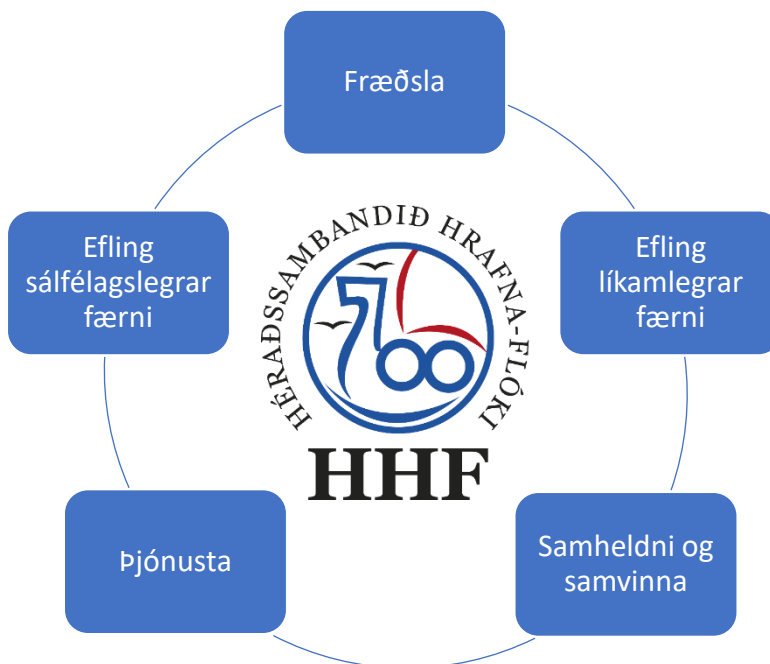 Fræðsla
Efling
líkamlegrar
færni
Samheldni og
samvinna
Þjónusta
Efling
sálfélagslegrar
færni
HÉRAÐSSAMBANDIÐ HRAFNA-FLÓKI
HHF